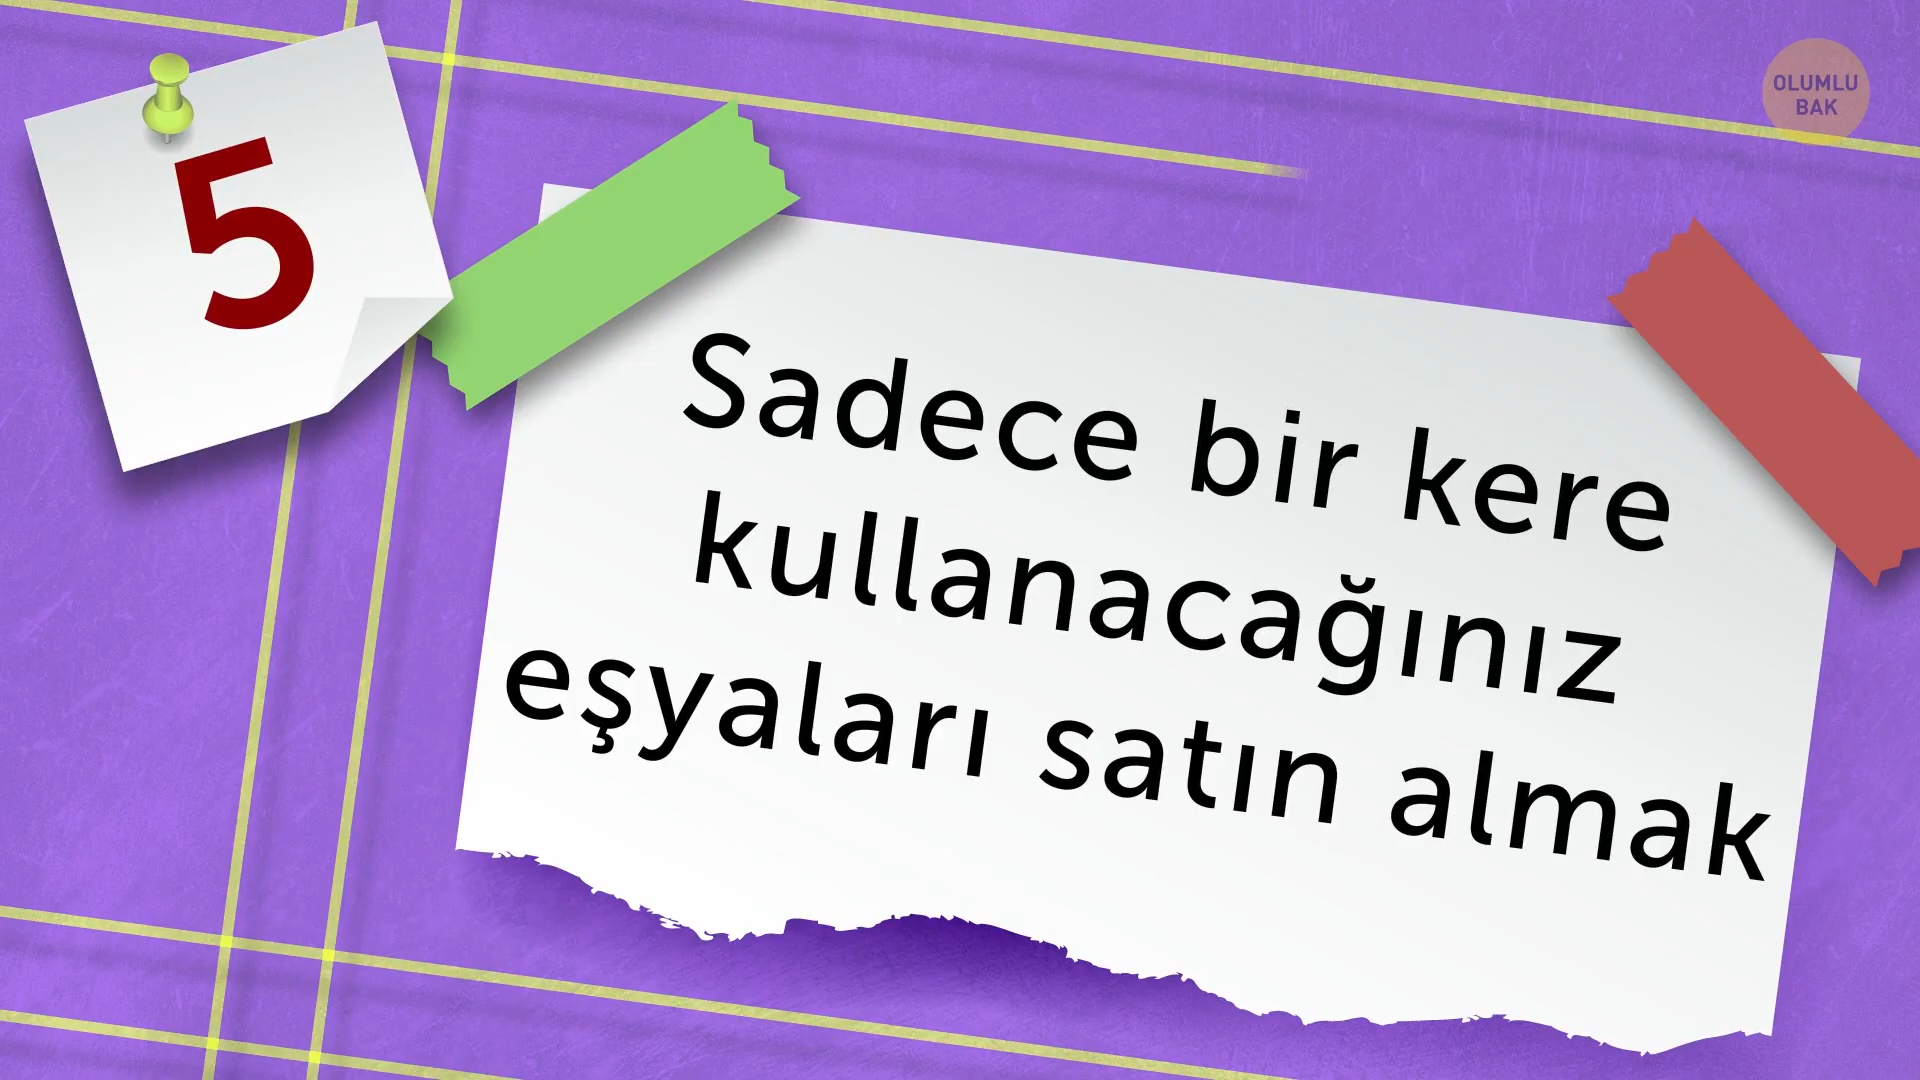 5
OLUMLU
BAK
Sadece bir kere
kullanacağınız
eşyaları satın almak